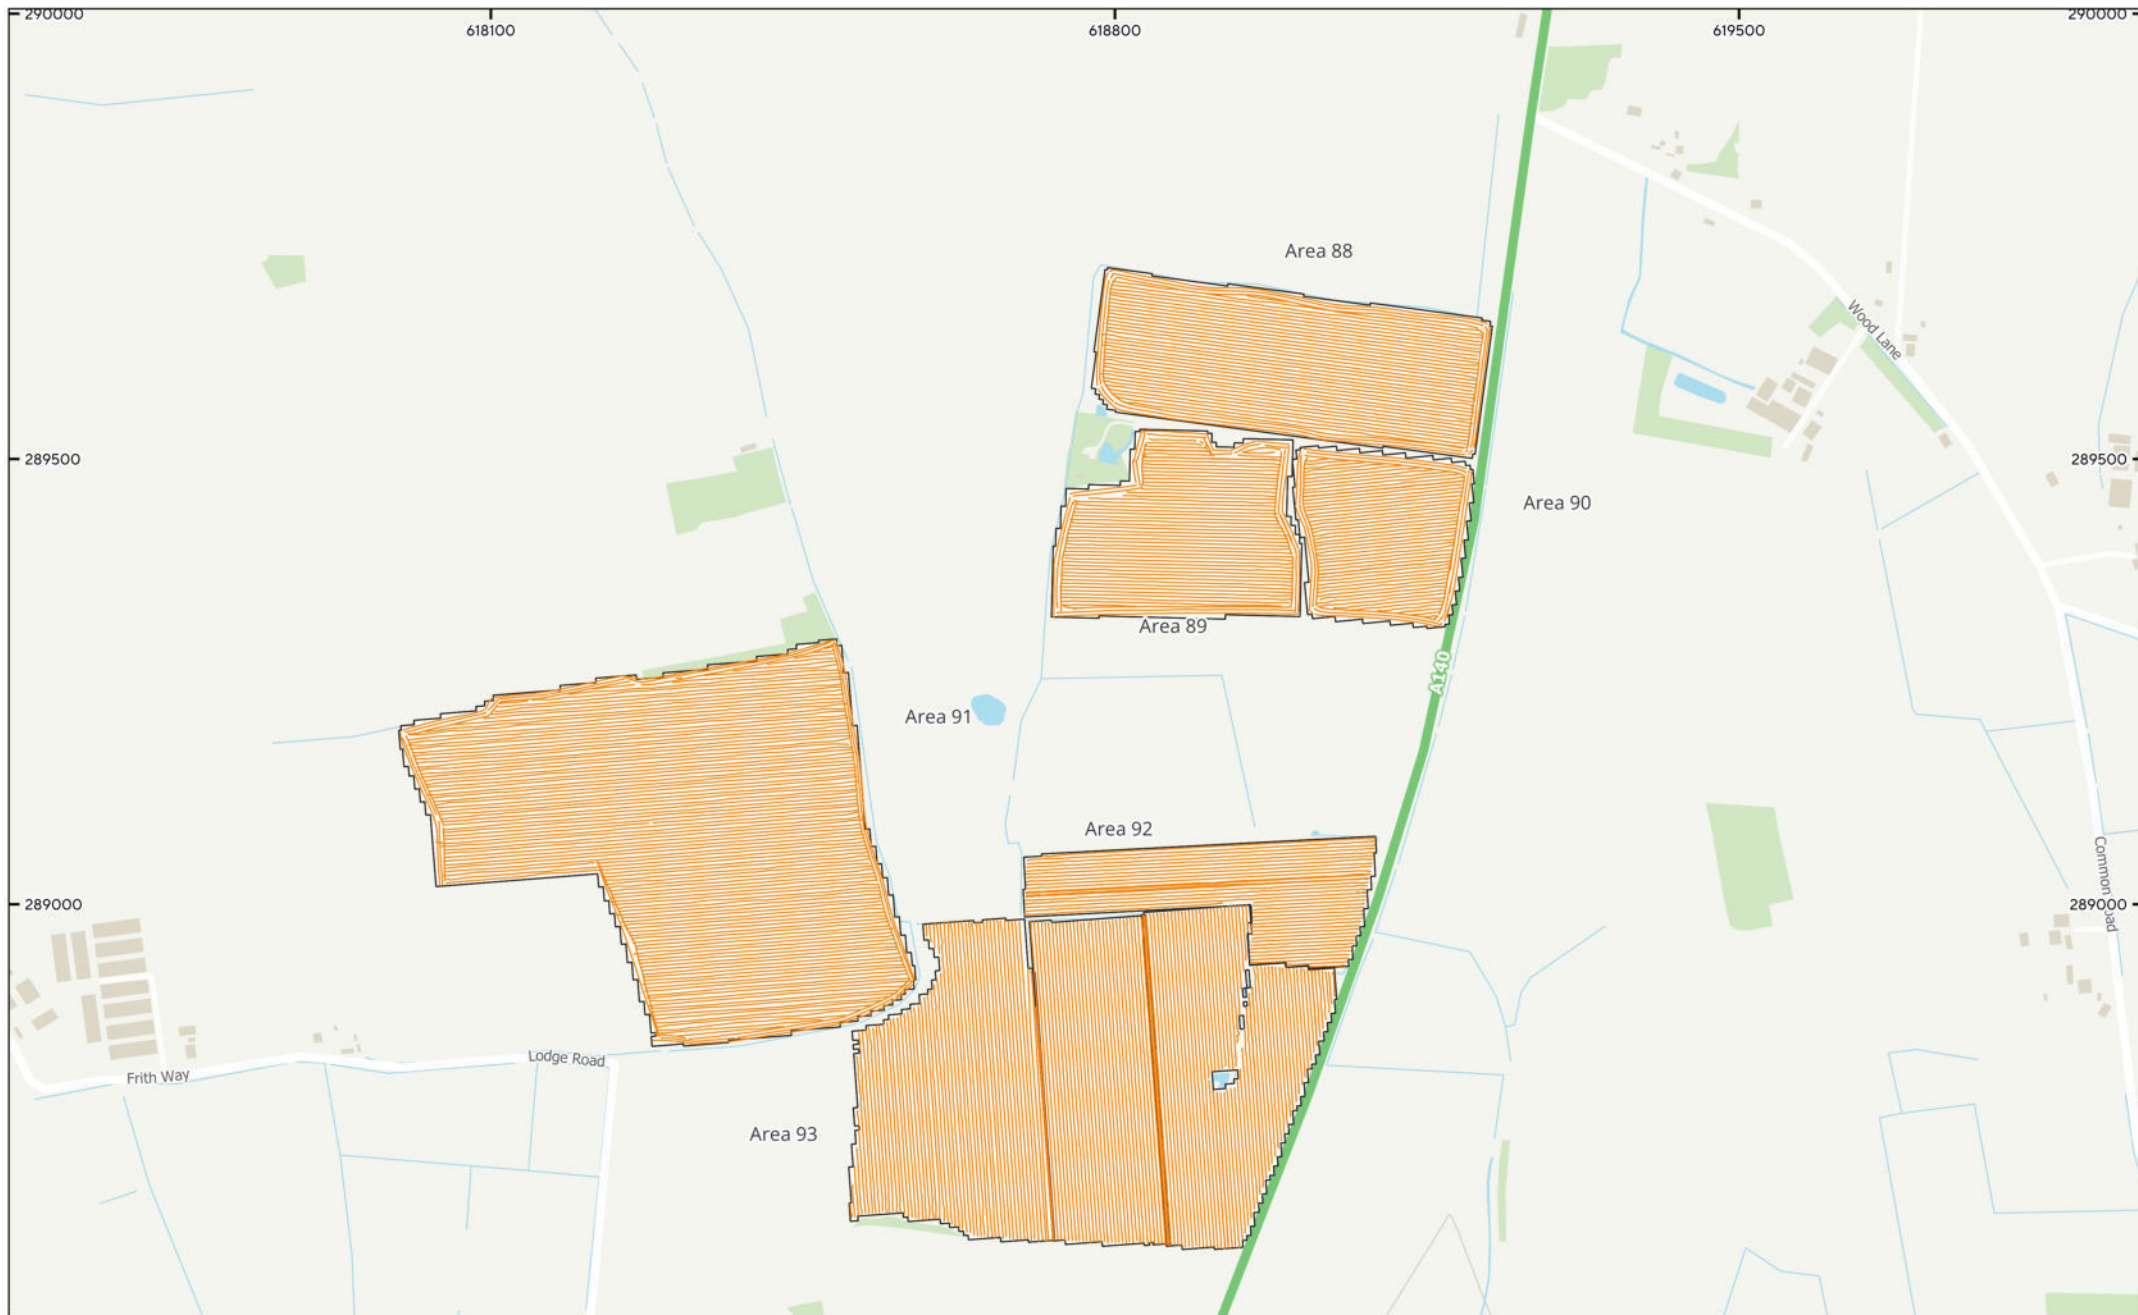 290000
290000
618100
618800
619500
Area 88
Wood Lane
289500
289500
Area 90
Area 89
A140
Area 91
Area 92
Common Road
289000
289000
Lodge Road
Frith Way
Area 93